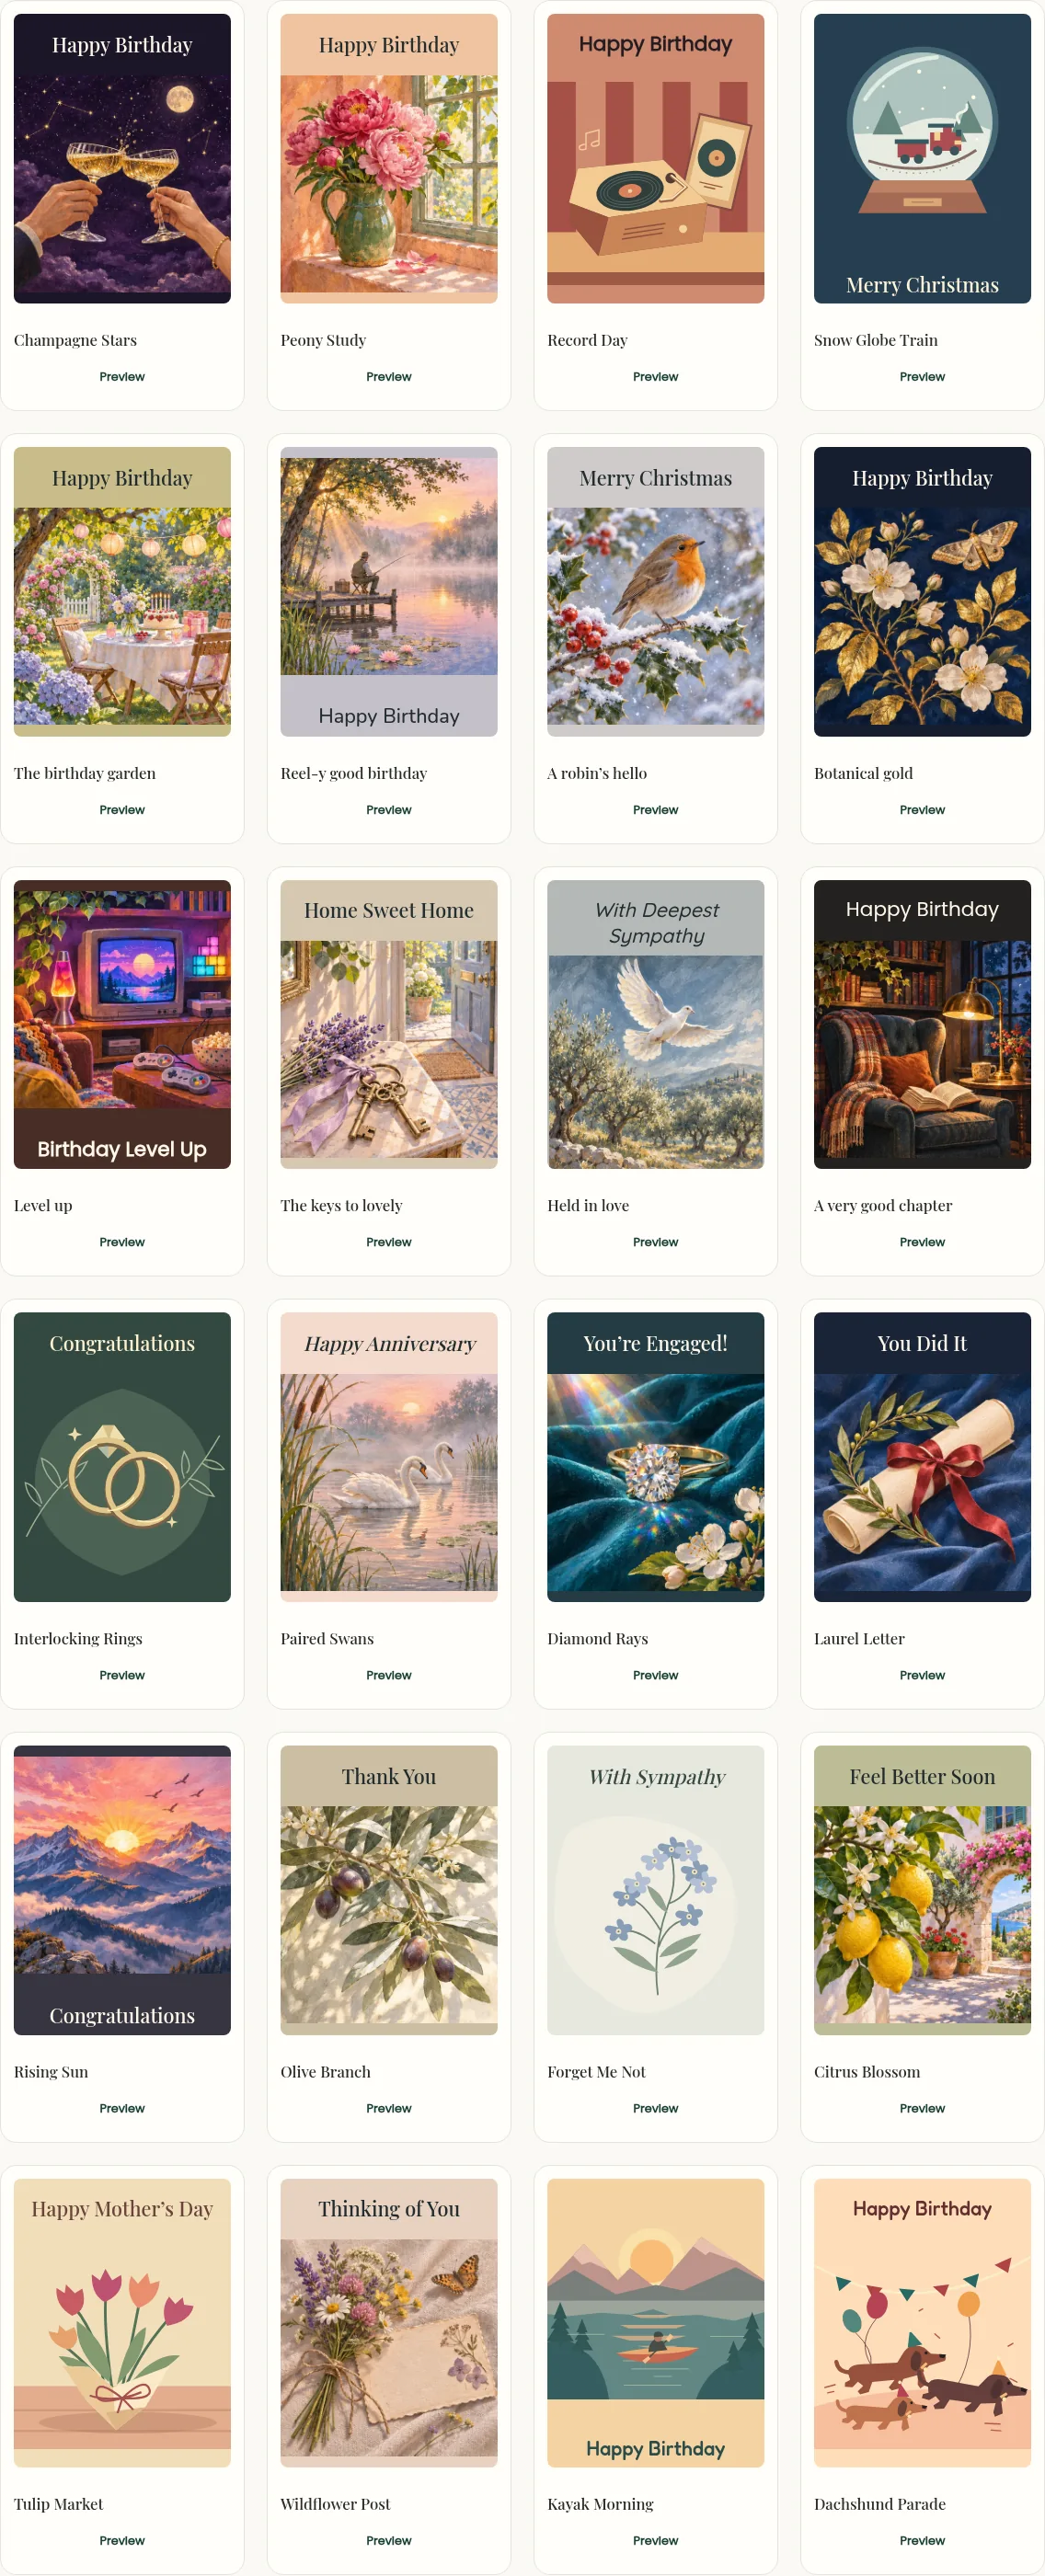 Happy Birthday
Happy Birthday
Happy Birthday
Merry Christmas
Champagne Stars
Peony Study
Record Day
Snow Globe Train
Preview
Preview
Preview
Preview
Happy Birthday
Happy Birthday
Merry Christmas
Happy Birthday
The birthday garden
Reel-y good birthday
A robin’s hello
Botanical gold
Preview
Preview
Preview
Preview
Birthday Level Up
Home Sweet Home
With Deepest
Sympathy
Happy Birthday
Level up
The keys to lovely
Held in love
A very good chapter
Preview
Preview
Preview
Preview
Congratulations
Happy Anniversary
You’re Engaged!
You Did It
Interlocking Rings
Paired Swans
Diamond Rays
Laurel Letter
Preview
Preview
Preview
Preview
Congratulations
Thank You
With Sympathy
Feel Better Soon
Rising Sun
Olive Branch
Forget Me Not
Citrus Blossom
Preview
Preview
Preview
Preview
Happy Mother’s Day
Thinking of You
Happy Birthday
Happy Birthday
Tulip Market
Wildflower Post
Kayak Morning
Dachshund Parade
Preview
Preview
Preview
Preview